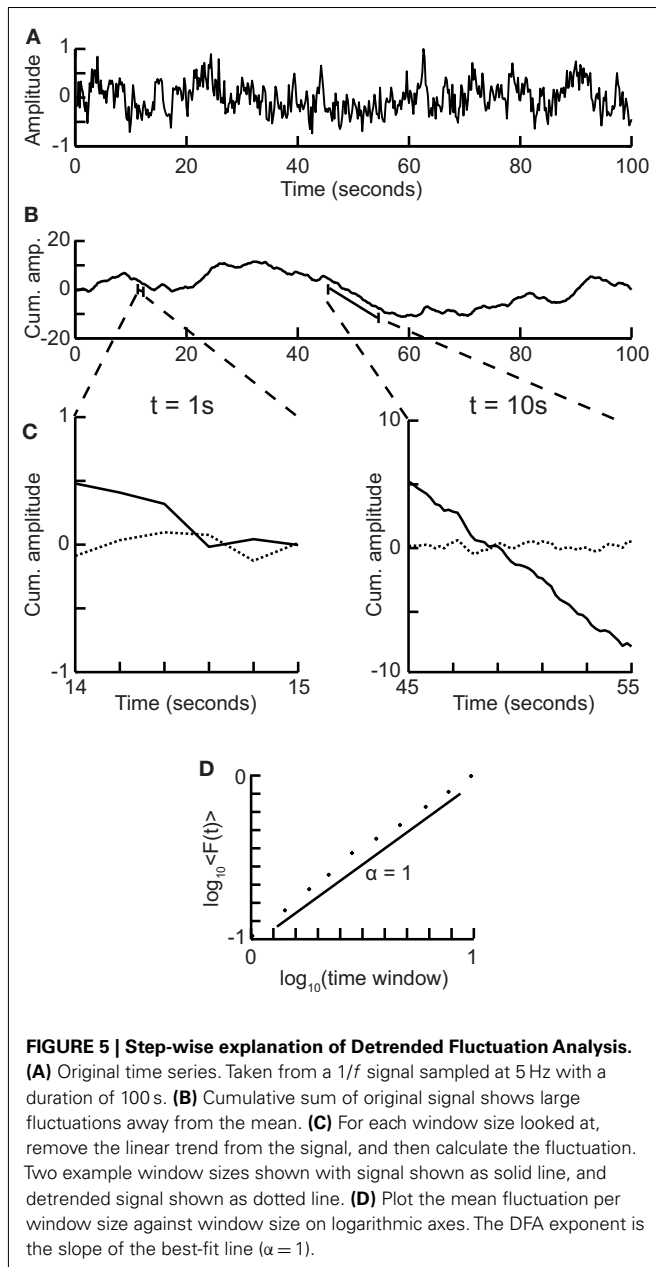 A
1
0
-1
Amplitude
0 20 40 60 80 100
Time (seconds)
B
20
0
-20
Cum. amp.
0 20 40 60 80 100
t = 1s
t = 10s
C
1
0
-1
Cum. amplitude
14 15
Time (seconds)
10
0
-10
Cum. amplitude
45 55
Time (seconds)
D
0
-1
log10<F(t)>
α = 1
0 1
log10(time window)
FIGURE 5 | Step-wise explanation of Detrended Fluctuation Analysis.
(A) Original time series. Taken from a 1/f signal sampled at 5 Hz with a
duration of 100 s. (B) Cumulative sum of original signal shows large
fluctuations away from the mean. (C) For each window size looked at,
remove the linear trend from the signal, and then calculate the fluctuation.
Two example window sizes shown with signal shown as solid line, and
detrended signal shown as dotted line. (D) Plot the mean fluctuation per
window size against window size on logarithmic axes. The DFA exponent is
the slope of the best-fit line (α = 1).